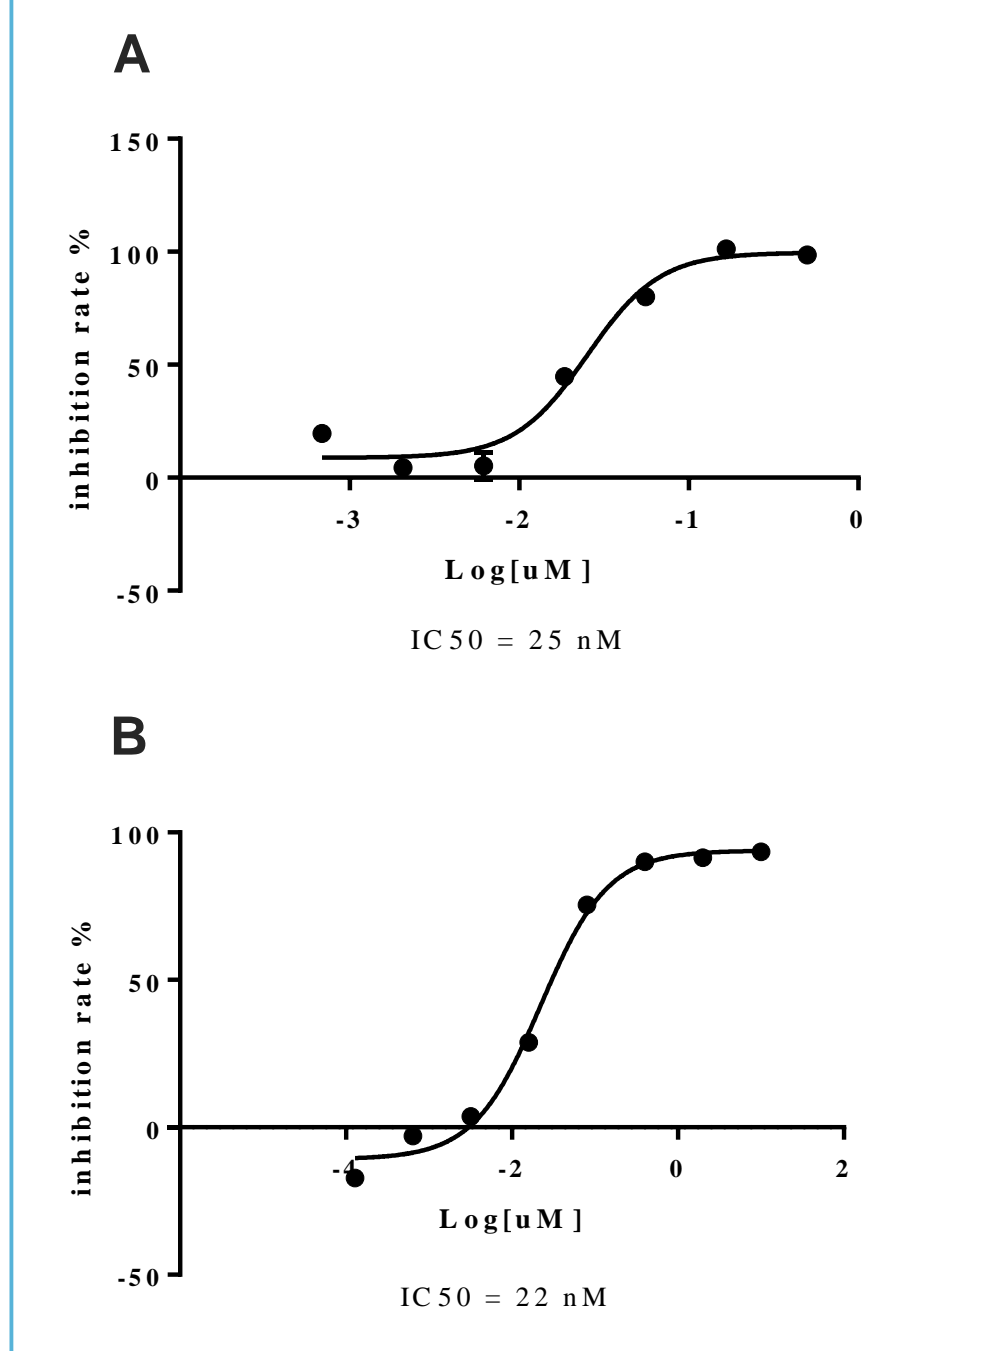 A
150
100
50
0
-50
inhibition rate %
-3 -2 -1 0
Log[uM]
IC50 = 25 nM
B
100
50
0
-50
inhibition rate %
-4 -2 0 2
Log[uM]
IC50 = 22 nM